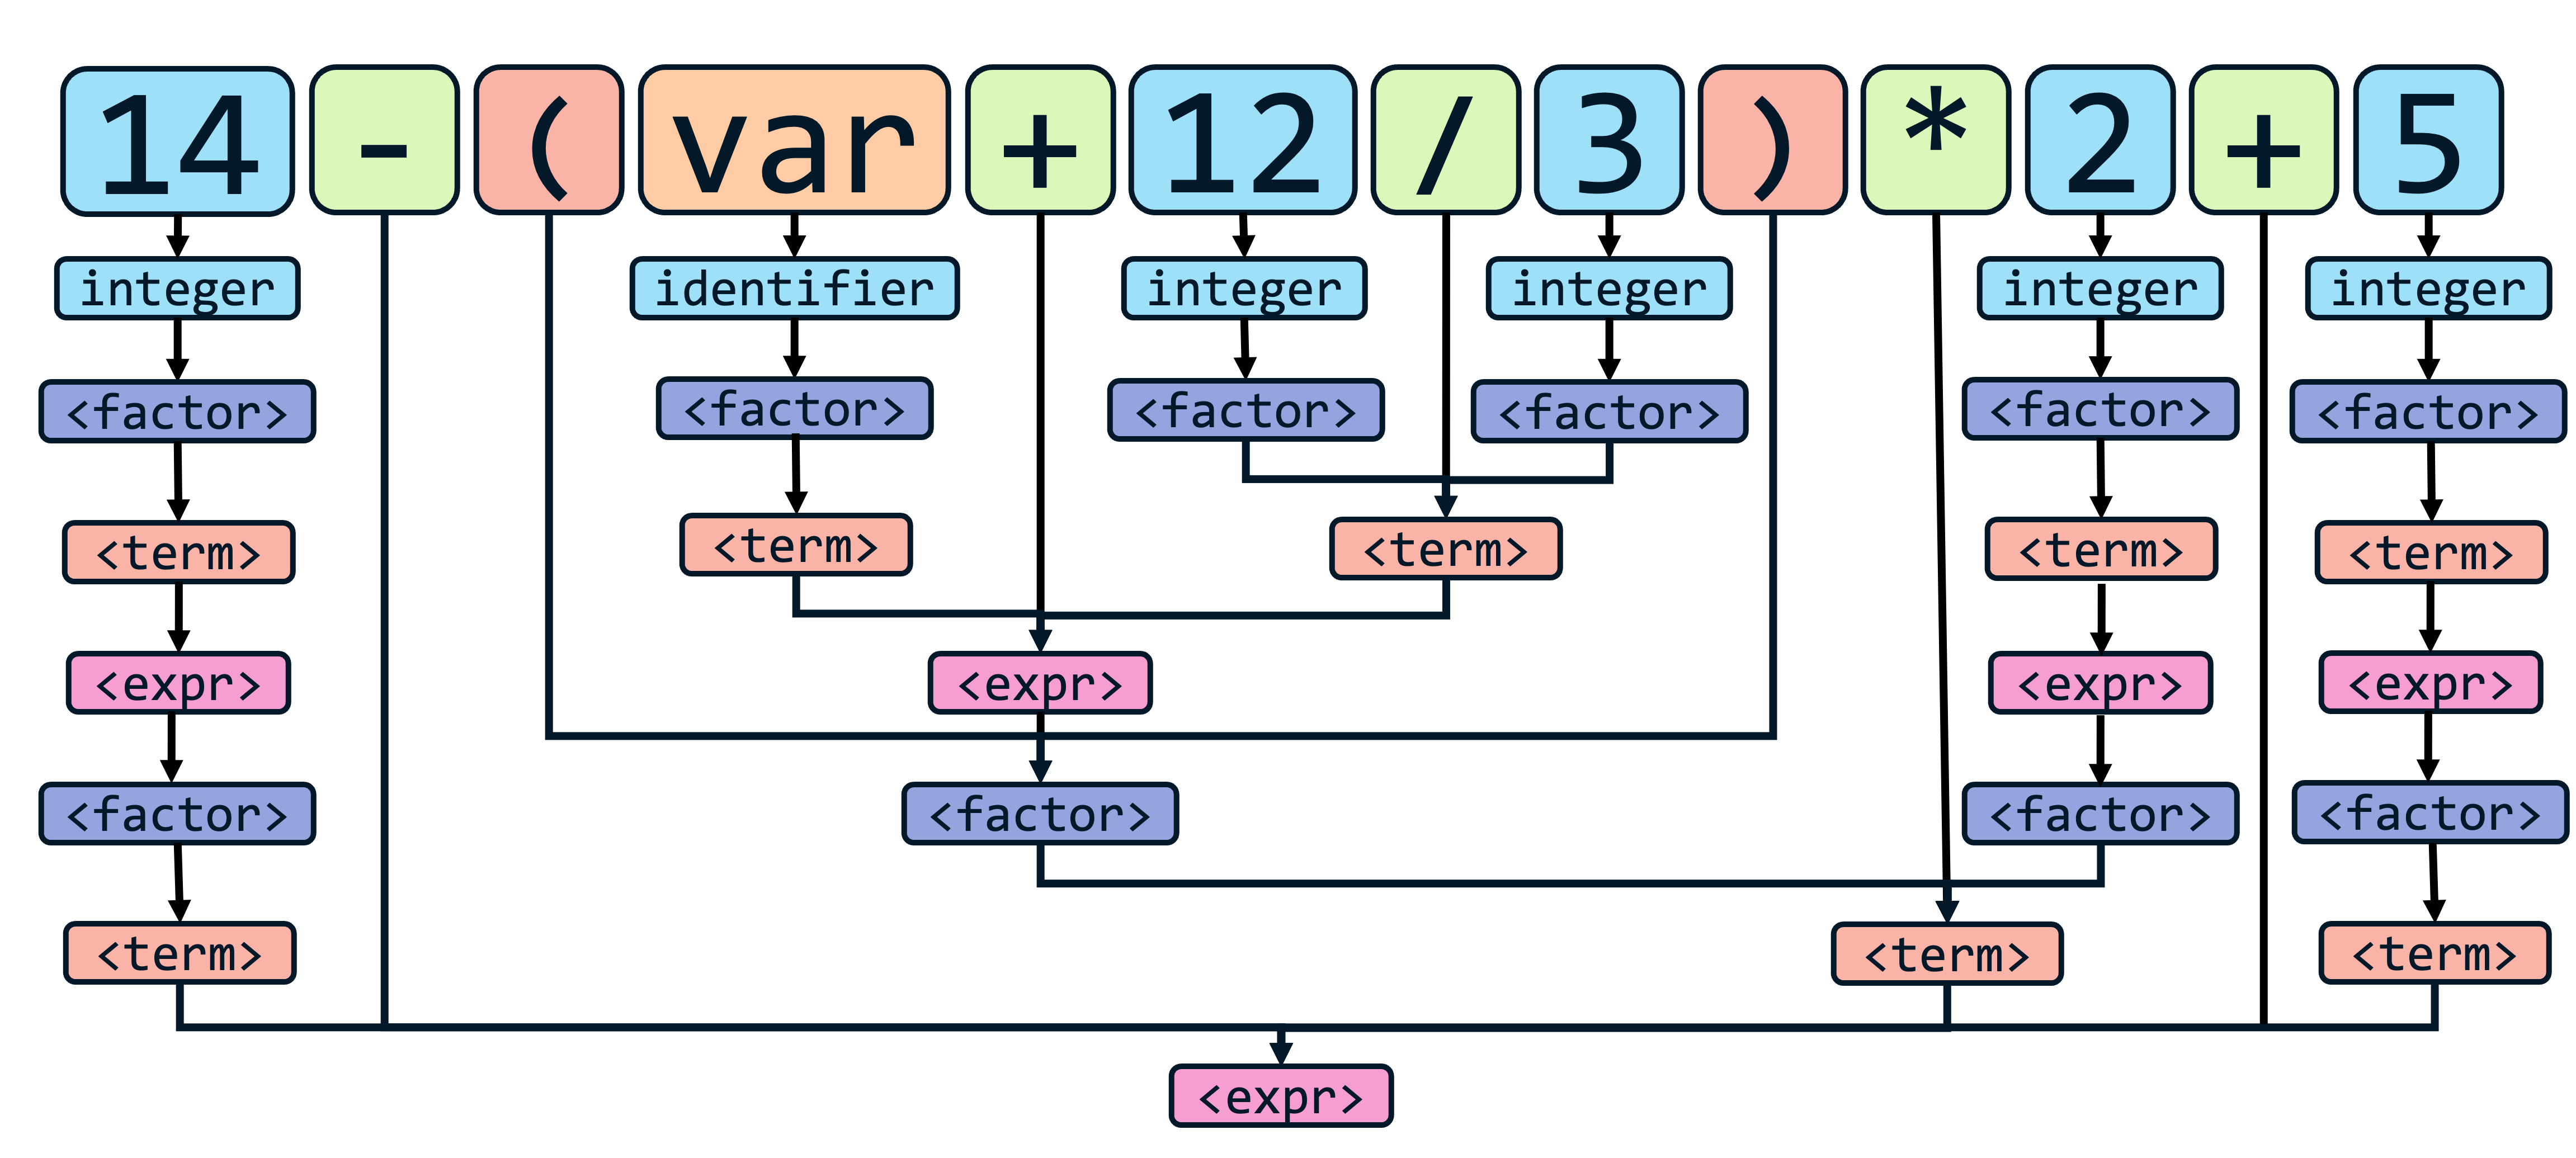 14 - ( var + 12 / 3 ) * 2 + 5
integer identifier integer integer integer integer
<factor> <factor> <factor> <factor> <factor> <factor>
<term> <term> <term> <term> <term>
<expr> <expr> <expr> <expr>
<factor> <factor> <factor> <factor>
<term> <term> <term>
<expr>